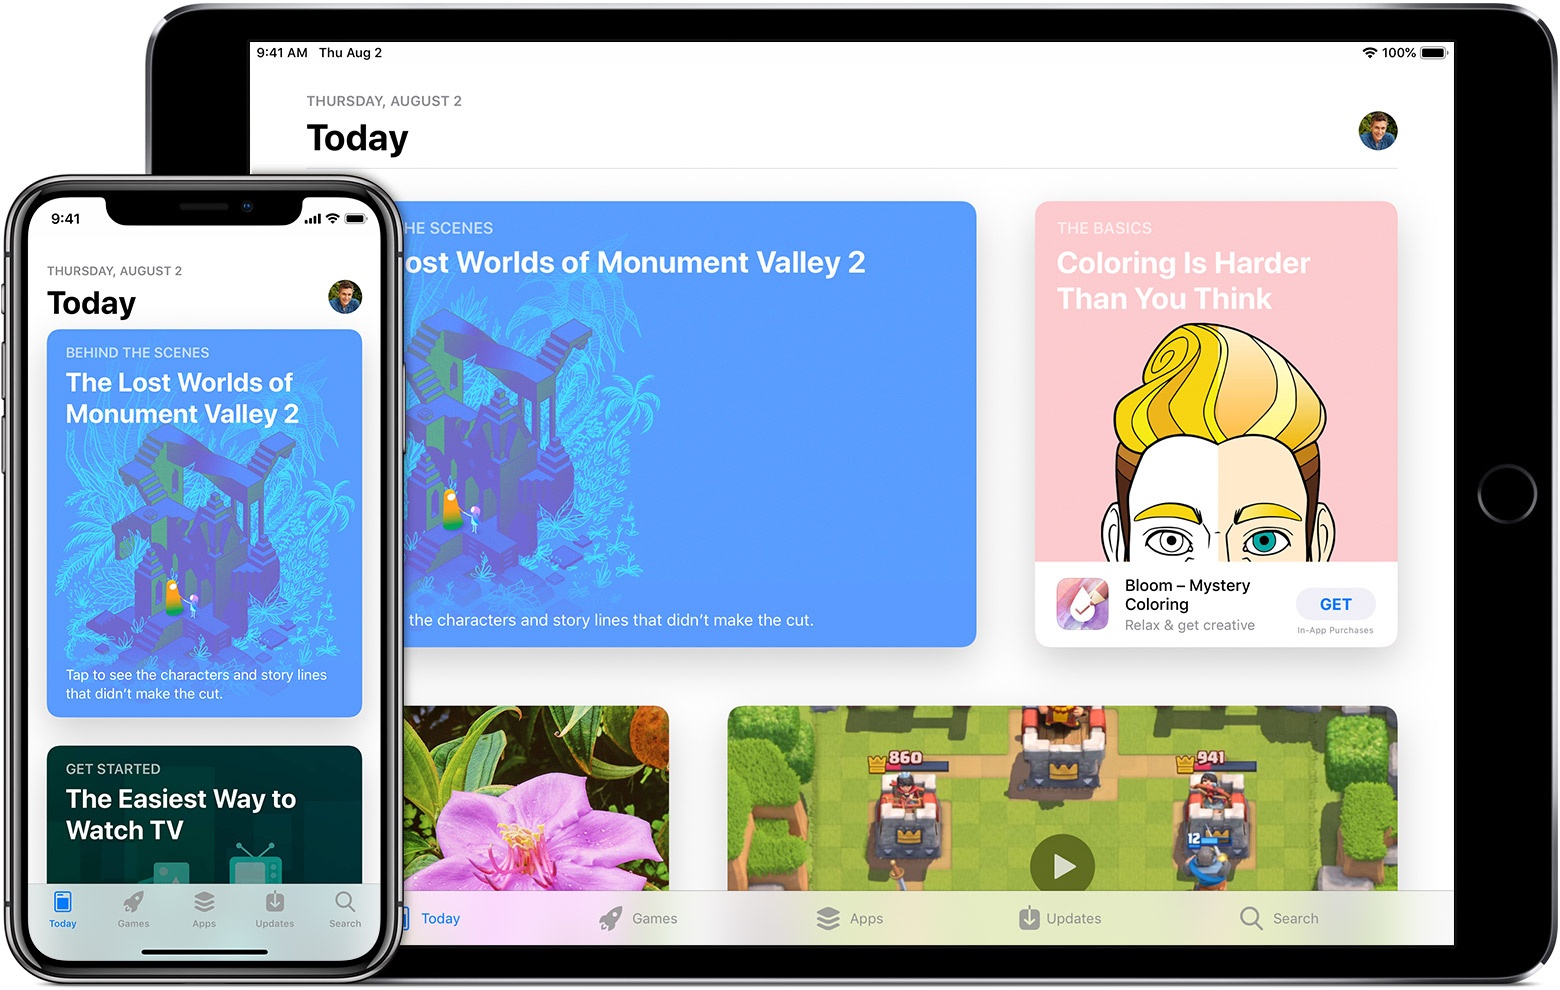 9:41 AM Thu Aug 2
100%
THURSDAY, AUGUST 2
Today
HE SCENES
ost Worlds of Monument Valley 2
the characters and story lines that didn't make the cut.
THE BASICS
Coloring Is Harder
Than You Think
Bloom – Mystery
Coloring
Relax & get creative
GET
In-App Purchases
860
941
12
Today
Games
Apps
Updates
Search
9:41
THURSDAY, AUGUST 2
Today
BEHIND THE SCENES
The Lost Worlds of
Monument Valley 2
Tap to see the characters and story lines
that didn't make the cut.
GET STARTED
The Easiest Way to
Watch TV
Today
Games
Apps
Updates
Search